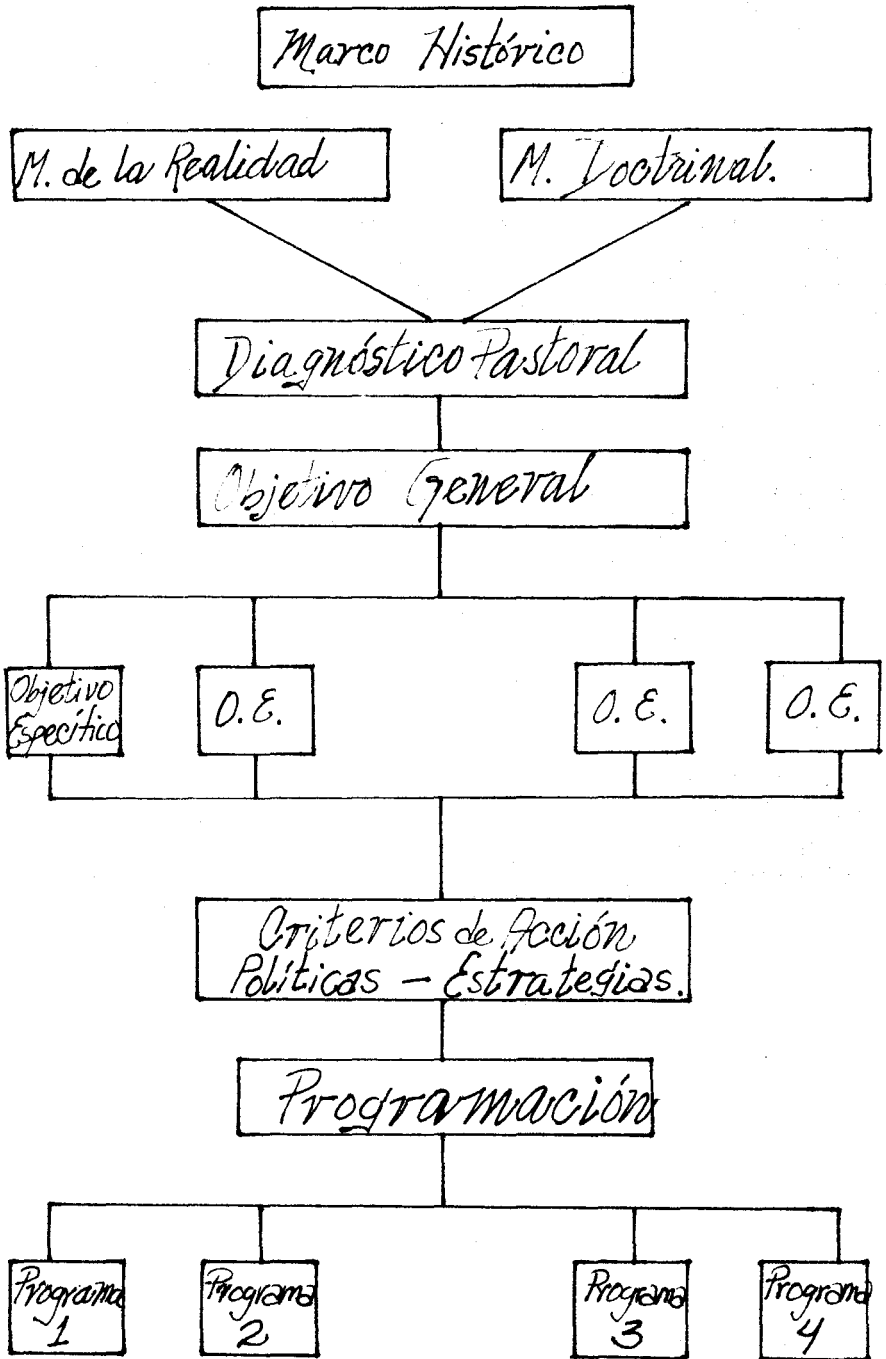 Marco Histórico
M. de la Realidad
M. Doctrinal.
Diagnóstico Pastoral
Objetivo General
Objetivo
Específico
O.E.
O.E.
O.E.
Criterios de Acción
Políticas — Estrategias.
Programación
Programa
1
Programa
2
Programa
3
Programa
4